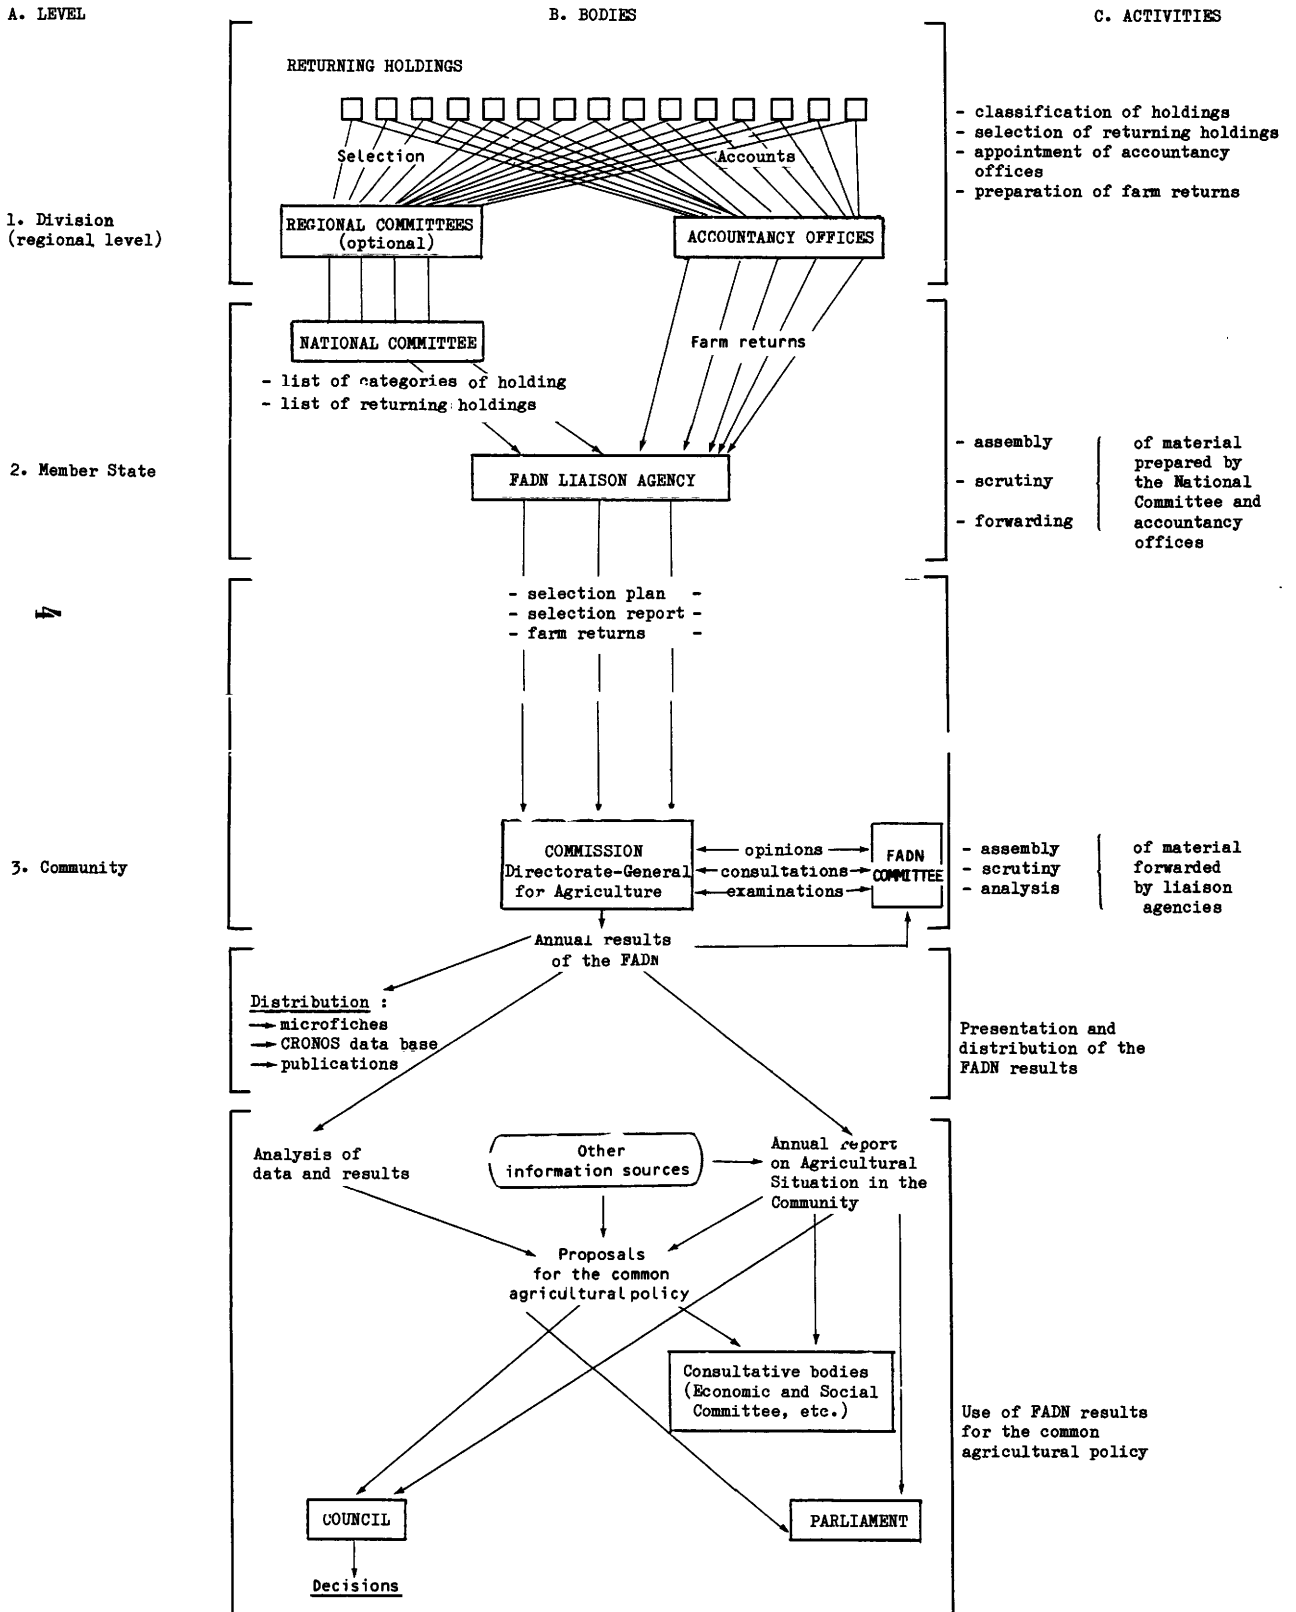 A. LEVEL
B. BODIES
C. ACTIVITIES
RETURNING HOLDINGS
Selection
Accounts
- classification of holdings
- selection of returning holdings
- appointment of accountancy
offices
- preparation of farm returns
1. Division
(regional level)
REGIONAL COMMITTEES
(optional)
ACCOUNTANCY OFFICES
NATIONAL COMMITTEE
Farm returns
- list of categories of holding
- list of returning holdings
2. Member State
FADN LIAISON AGENCY
- assembly
- scrutiny
- forwarding
of material
prepared by
the National
Committee and
accountancy
offices
4
- selection plan -
- selection report -
- farm returns -
3. Community
COMMISSION
Directorate-General
for Agriculture
opinions
consultations
examinations
FADN
COMMITTEE
- assembly
- scrutiny
- analysis
of material
forwarded
by liaison
agencies
Annual results
of the FADN
Distribution :
microfiches
CRONOS data base
publications
Presentation and
distribution of the
FADN results
Analysis of
data and results
Other
information sources
Annual report
on Agricultural
Situation in the
Community
Proposals
for the common
agricultural policy
Consultative bodies
(Economic and Social
Committee, etc.)
Use of FADN results
for the common
agricultural policy
COUNCIL
PARLIAMENT
Decisions